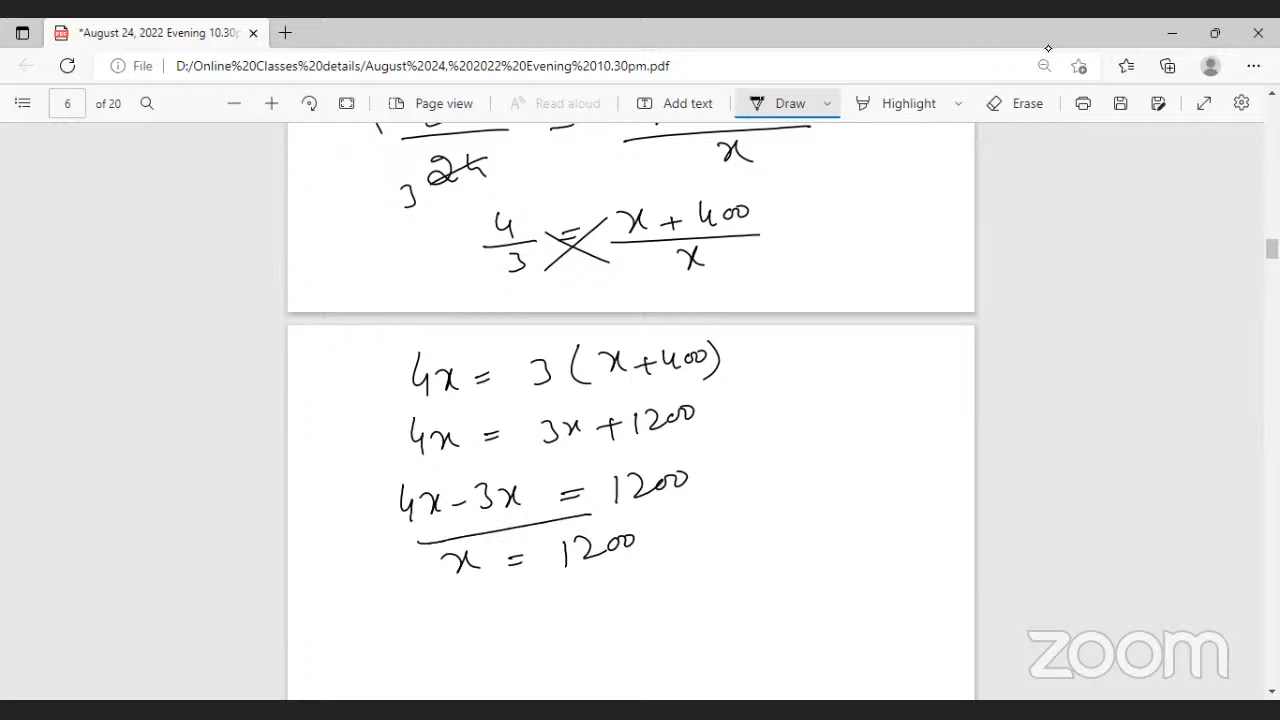 *August 24, 2022 Evening 10.30p
File D:/Online%20Classes%20details/August%2024,%202022%20Evening%2010.30pm.pdf
6 of 20 Page view Read aloud Add text Draw Highlight Erase
= x
3 24
4/3 = x + 400/x
4x = 3 (x+400)
4x = 3x + 1200
4x - 3x = 1200
x = 1200
zoom